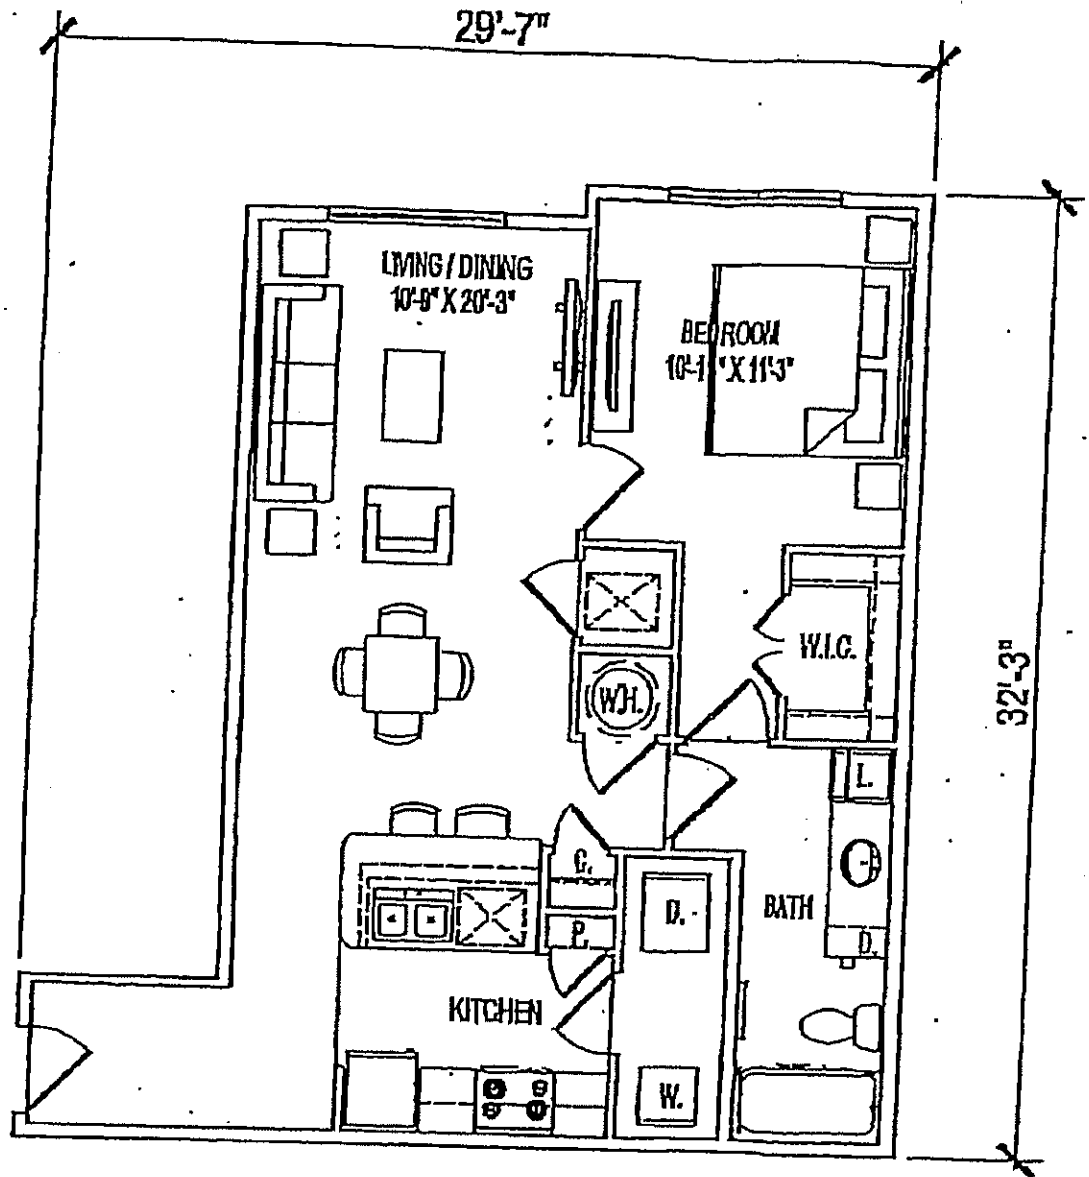 29'-7"
LIVING / DINING
10'-9" X 20'-3"
BEDROOM
X 11'-3"
W.I.C.
32'-3"
W.H.
L.
C.
D.
BATH
P.
D.
KITCHEN
W.